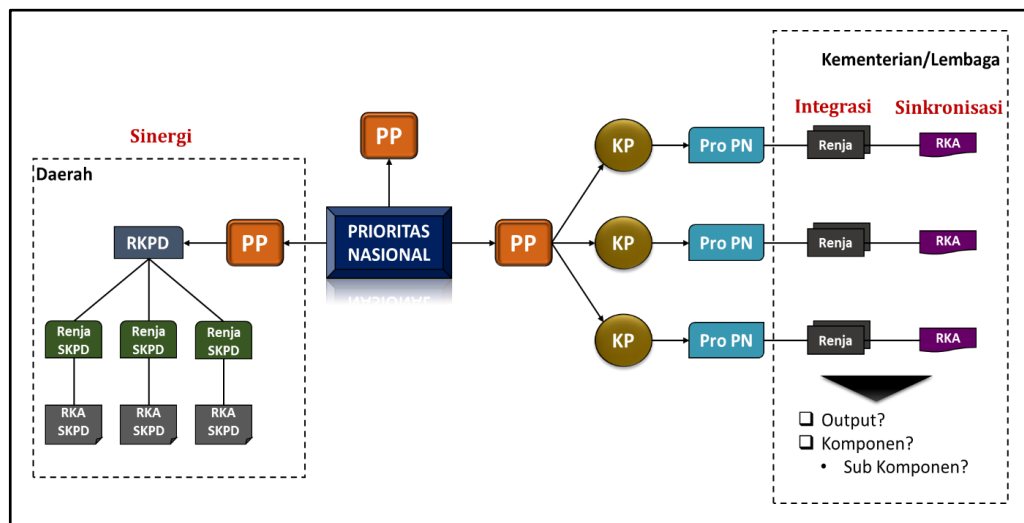 Kementerian/Lembaga
Integrasi
Sinkronisasi
Sinergi
Daerah
PP
RKPD
PP
PRIORITAS
NASIONAL
PP
KP
Pro PN
Renja
RKA
KP
Pro PN
Renja
RKA
KP
Pro PN
Renja
RKA
Renja
SKPD
Renja
SKPD
Renja
SKPD
RKA
SKPD
RKA
SKPD
RKA
SKPD
Output?
Komponen?
• Sub Komponen?